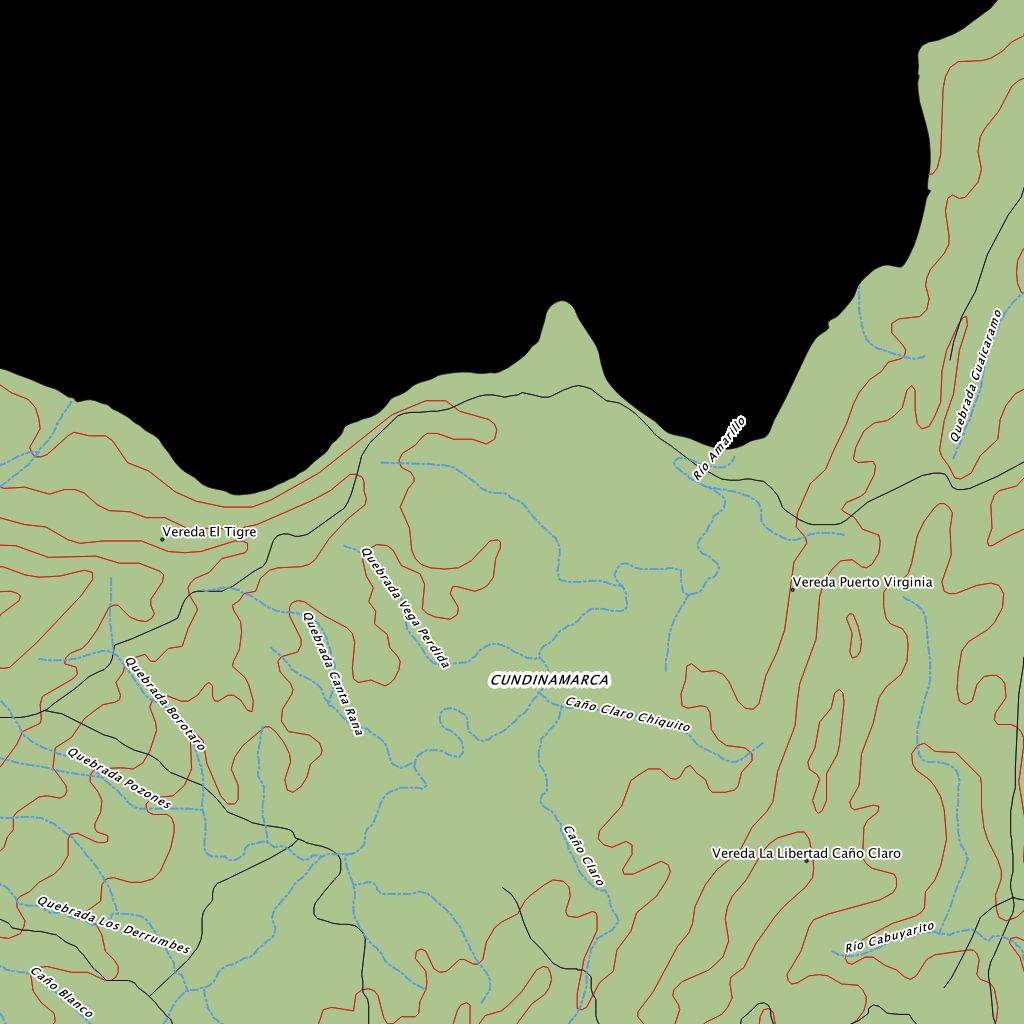 Quebrada Guaicaramo
Río Amarillo
Vereda El Tigre
Quebrada Vega Perdida
Vereda Puerto Virginia
Quebrada Canta Rana
Quebrada Borotaro
CUNDINAMARCA
Caño Claro Chiquito
Quebrada Pozones
Caño Claro
Vereda La Libertad Caño Claro
Quebrada Los Derrumbes
Río Cabuyarito
Caño Blanco